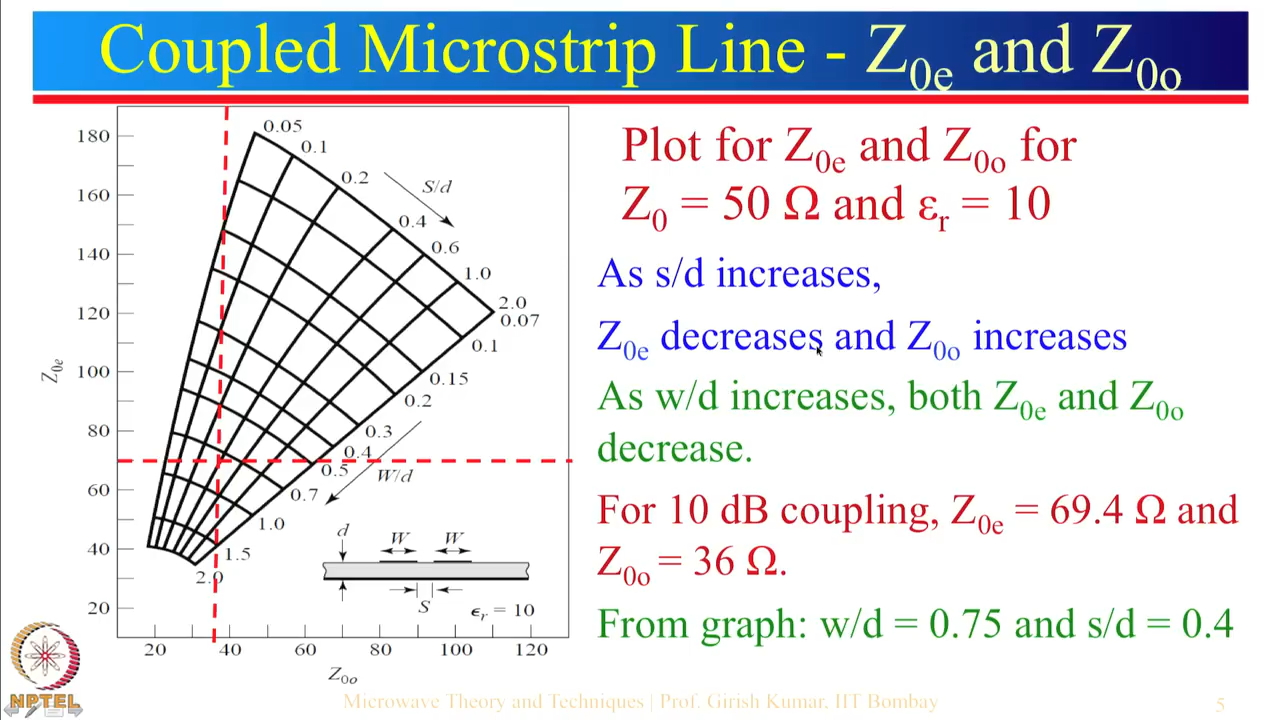 Coupled Microstrip Line - Z0e and Z0o
180
160
140
120
100
80
60
40
20
Z0e
0.05
0.1
0.2
S/d
0.4
0.6
1.0
2.0
0.07
0.1
0.15
0.2
0.3
0.4
0.5
W/d
0.7
1.0
1.5
2.0
d
W
W
S
ϵr = 10
20
40
60
80
100
120
Z0o
Plot for Z0e and Z0o for
Z0 = 50 Ω and εr = 10
As s/d increases,
Z0e decreases and Z0o increases
As w/d increases, both Z0e and Z0o
decrease.
For 10 dB coupling, Z0e = 69.4 Ω and
Z0o = 36 Ω.
From graph: w/d = 0.75 and s/d = 0.4
NPTEL
Microwave Theory and Techniques | Prof. Girish Kumar, IIT Bombay
5